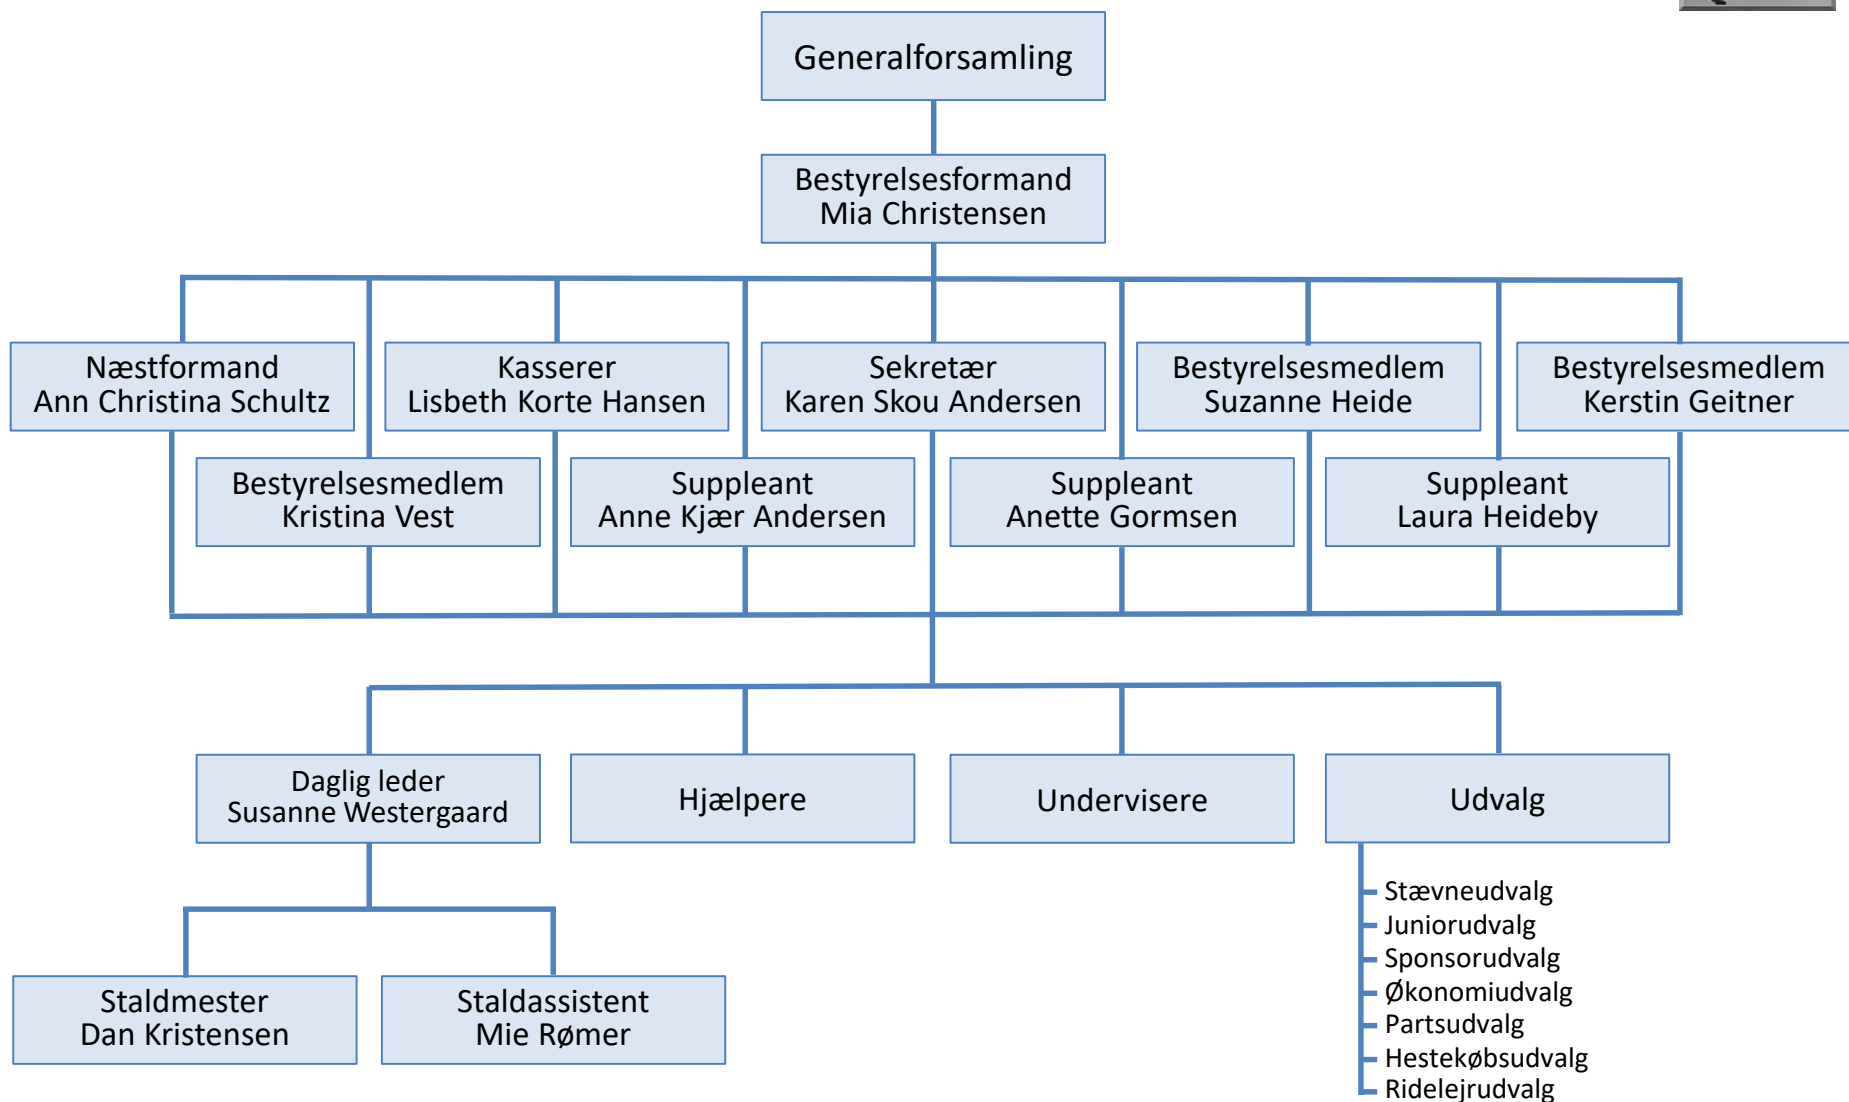 Generalforsamling
Bestyrelsesformand
Mia Christensen
Næstformand
Ann Christina Schultz
Kasserer
Lisbeth Korte Hansen
Sekretær
Karen Skou Andersen
Bestyrelsesmedlem
Suzanne Heide
Bestyrelsesmedlem
Kerstin Geitner
Bestyrelsesmedlem
Kristina Vest
Suppleant
Anne Kjær Andersen
Suppleant
Anette Gormsen
Suppleant
Laura Heideby
Daglig leder
Susanne Westergaard
Hjælpere
Undervisere
Udvalg
Stævneudvalg
Juniorudvalg
Sponsorudvalg
Økonomiudvalg
Partsudvalg
Hestekøbsudvalg
Ridelejrudvalg
Staldmester
Dan Kristensen
Staldassistent
Mie Rømer